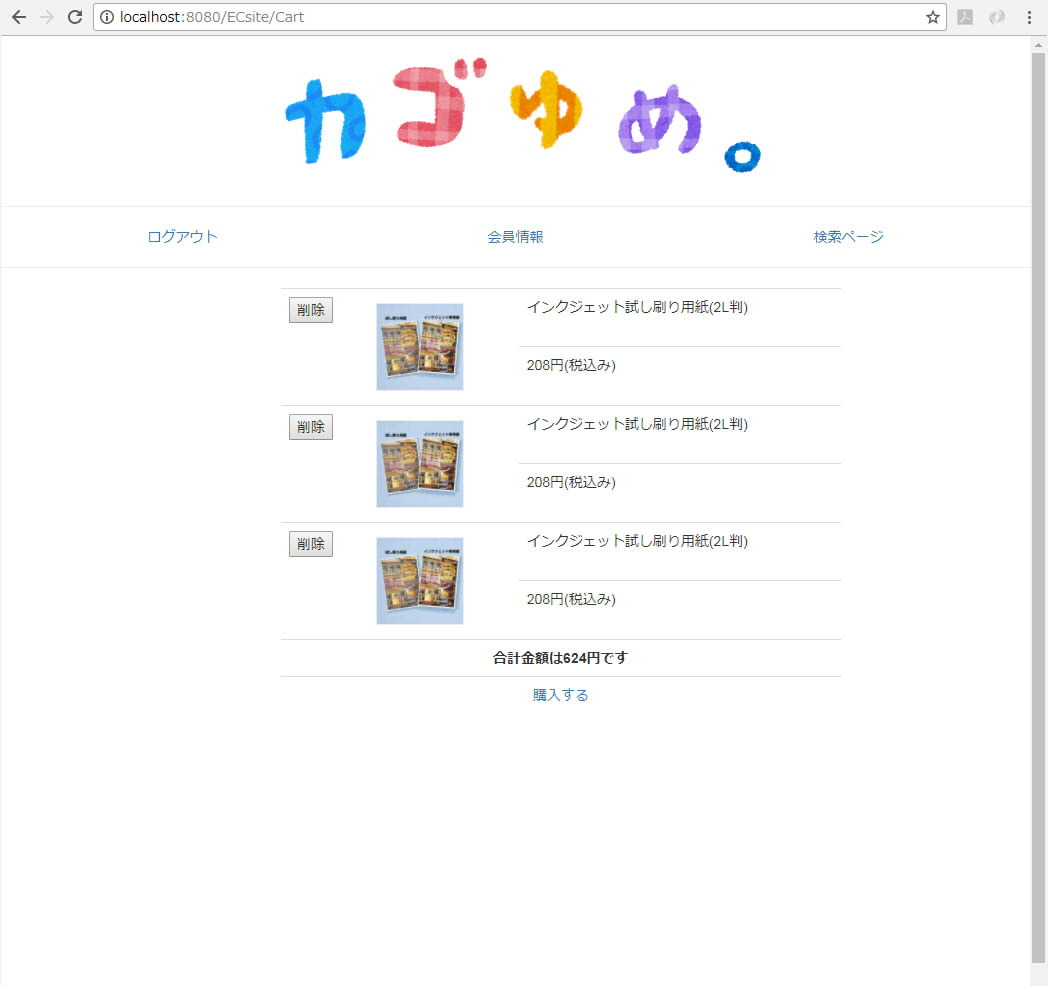 localhost:8080/ECsite/Cart
カゴゆめ。
ログアウト 会員情報 検索ページ
削除
インクジェット試し刷り用紙(2L判)
208円(税込み)
削除
インクジェット試し刷り用紙(2L判)
208円(税込み)
削除
インクジェット試し刷り用紙(2L判)
208円(税込み)
合計金額は624円です
購入する